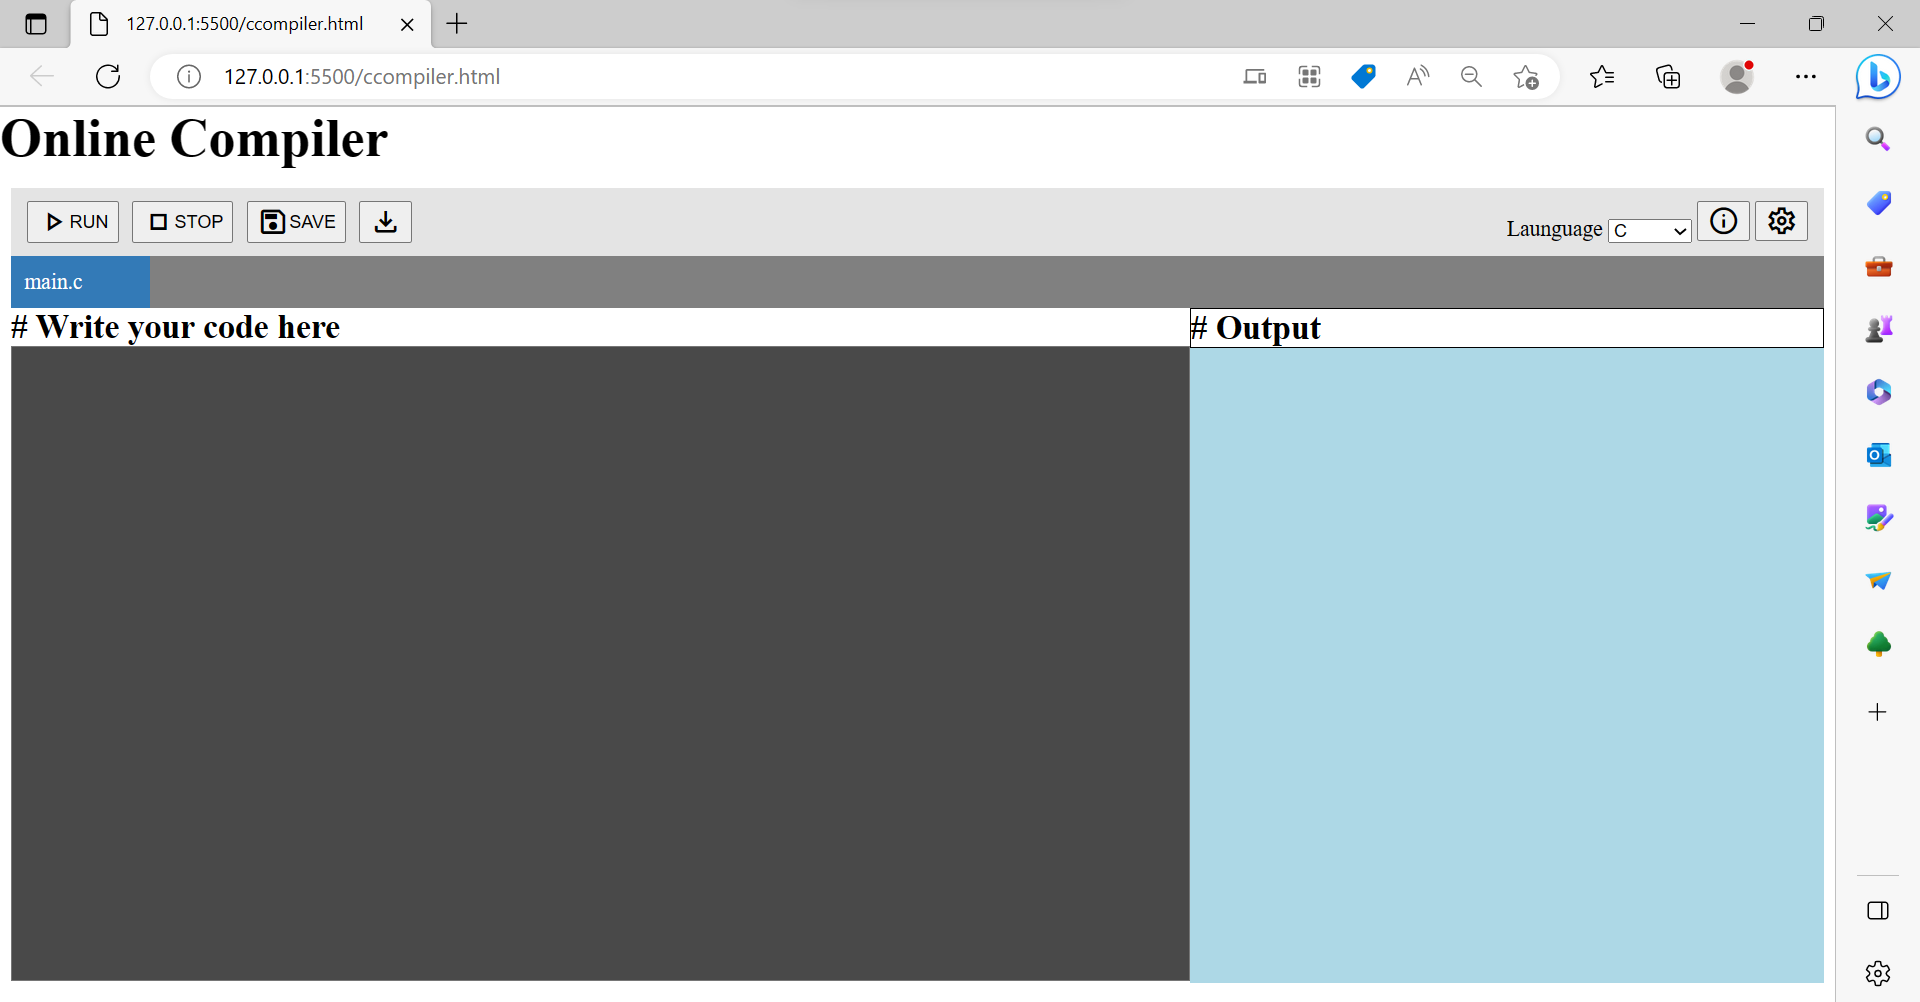 127.0.0.1:5500/ccompiler.html
127.0.0.1:5500/ccompiler.html
Online Compiler
RUN STOP SAVE Launguage C
main.c
# Write your code here # Output